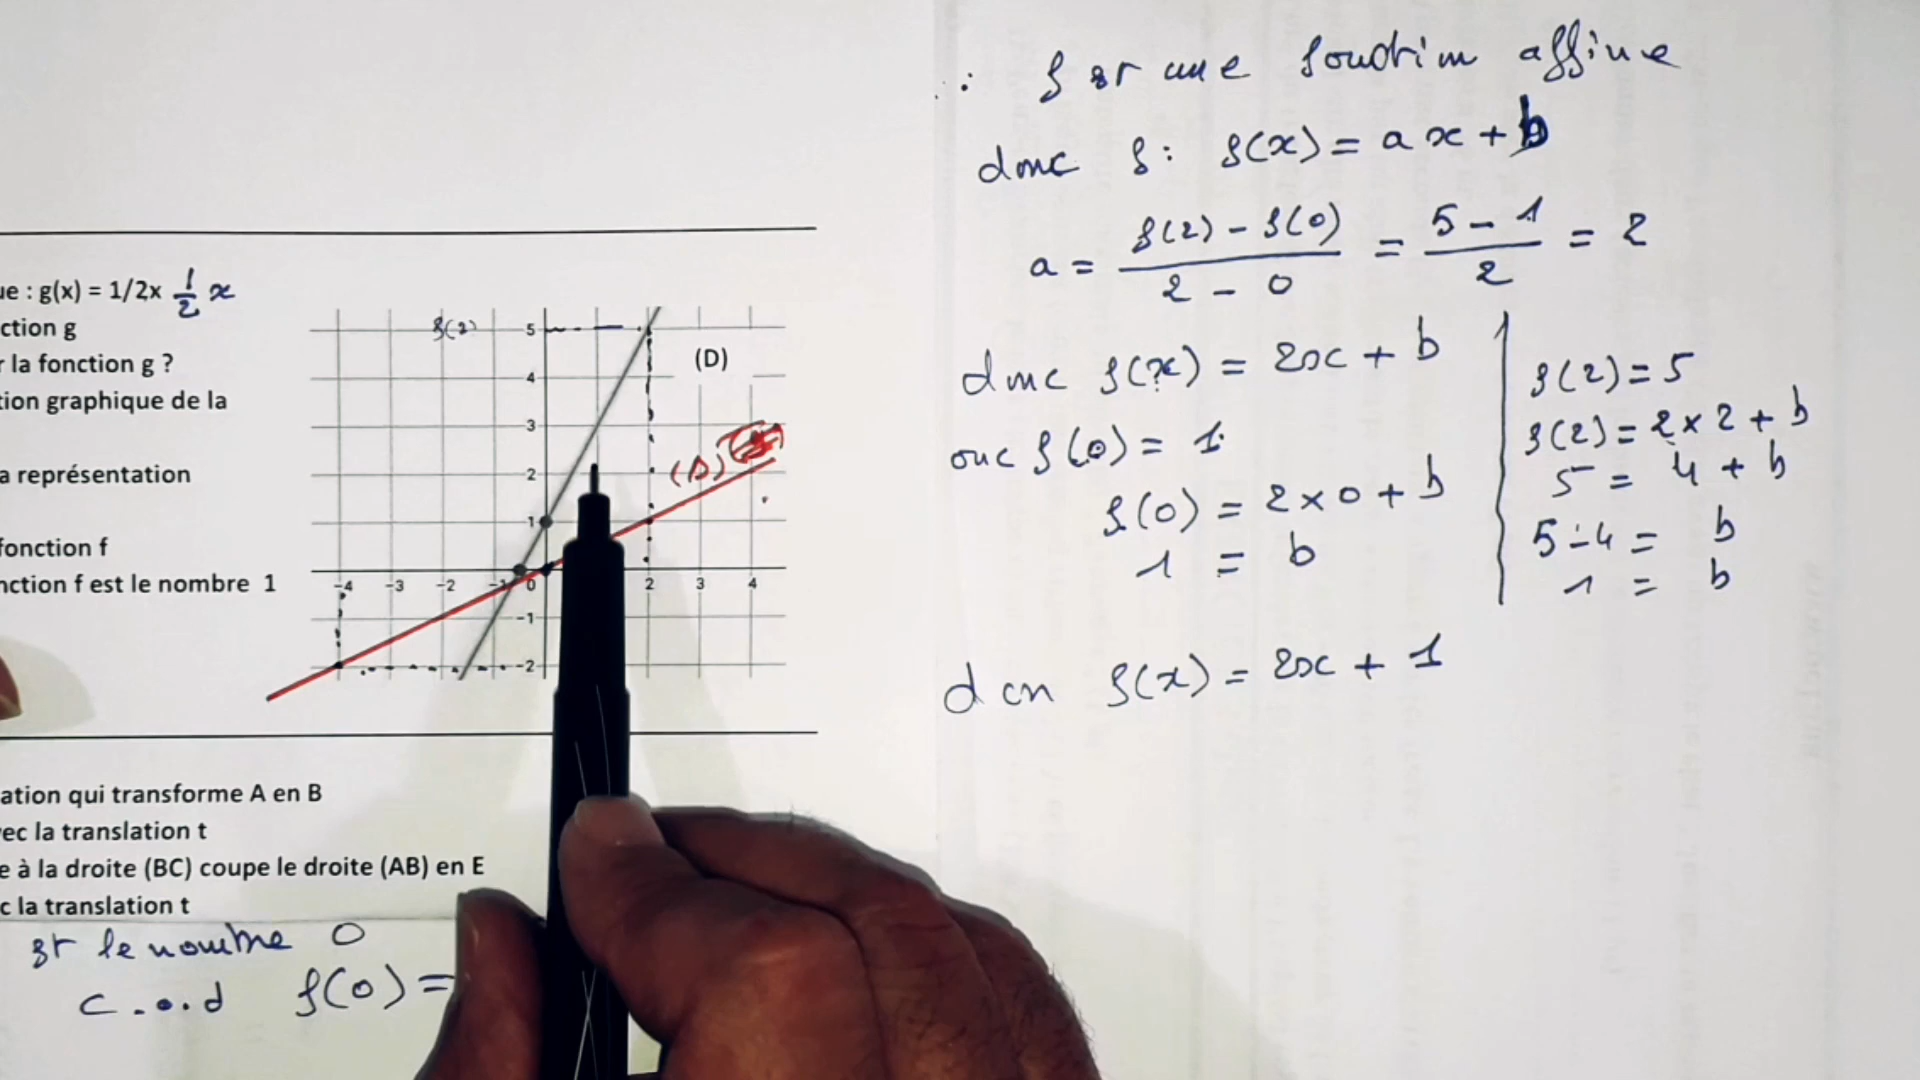 ue : g(x) = 1/2x 1/2 x
ction g
r la fonction g ?
tion graphique de la
a représentation
fonction f
nction f est le nombre 1
f(2)
5
4
3
2
1
-4 -3 -2 -1 0 2 3 4
-1
-2
(D)
(Δ)
ation qui transforme A en B
vec la translation t
e à la droite (BC) coupe le droite (AB) en E
c la translation t
est le nombre 0
c.o.d f(0) =
∴ f est une fonction affine
donc f: f(x) = ax + b
a = f(2) - f(0) / 2 - 0 = 5 - 1 / 2 = 2
donc f(x) = 2x + b
f(0) = 1
f(0) = 2 × 0 + b
1 = b
f(2) = 5
f(2) = 2 × 2 + b
5 = 4 + b
5 - 4 = b
1 = b
f(x) = 2x + 1